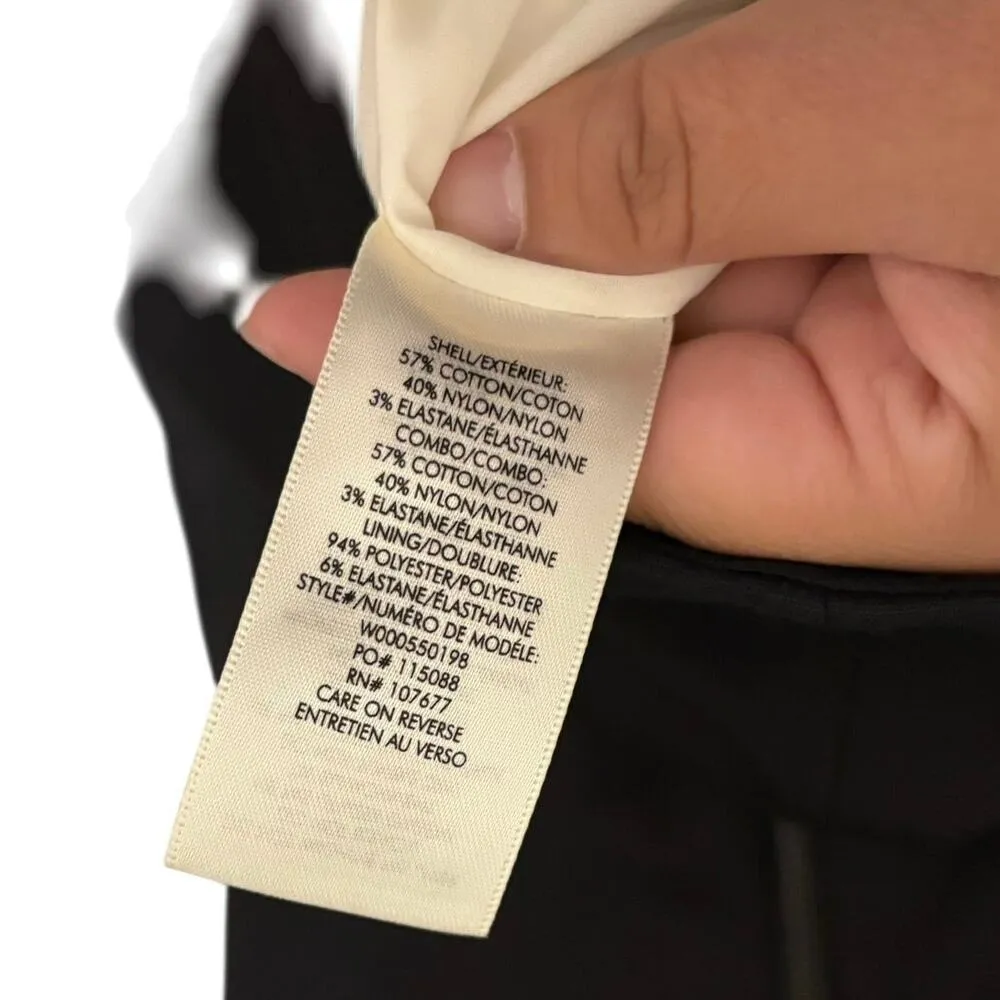 SHELL/EXTÉRIEUR:
57% COTTON/COTON
40% NYLON/NYLON
3% ELASTANE/ÉLASTHANNE
COMBO/COMBO:
57% COTTON/COTON
40% NYLON/NYLON
3% ELASTANE/ÉLASTHANNE
LINING/DOUBLURE:
94% POLYESTER/POLYESTER
6% ELASTANE/ÉLASTHANNE
STYLE#/NUMÉRO DE MODÉLE:
W000550198
PO# 115088
RN# 107677
CARE ON REVERSE
ENTRETIEN AU VERSO